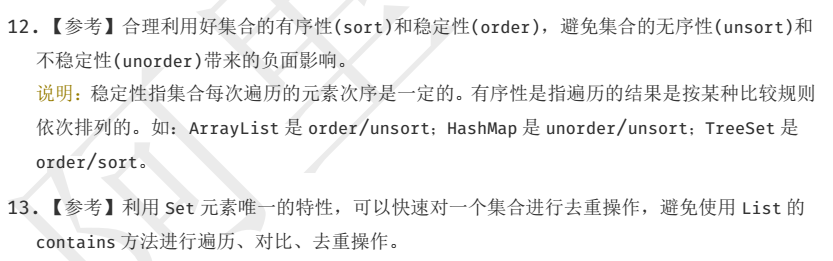 12.【参考】合理利用好集合的有序性(sort)和稳定性(order)，避免集合的无序性(unsort)和
不稳定性(unorder)带来的负面影响。
说明：稳定性指集合每次遍历的元素次序是一定的。有序性是指遍历的结果是按某种比较规则
依次排列的。如：ArrayList 是 order/unsort；HashMap 是 unorder/unsort；TreeSet 是
order/sort。
13.【参考】利用 Set 元素唯一的特性，可以快速对一个集合进行去重操作，避免使用 List 的
contains 方法进行遍历、对比、去重操作。